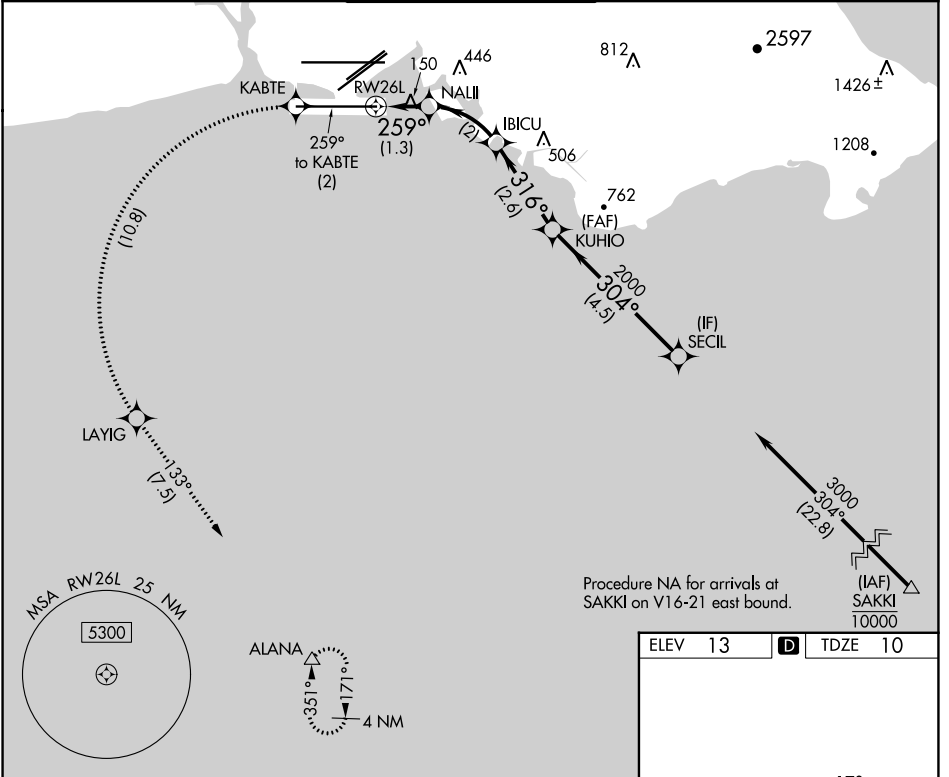 2597
812
446
1426±
150
KABTE
RW26L
NALII
259°
(1.3)
259°
to KABTE
(2)
(2)
IBICU
506
1208
316°
(2.6)
762
(FAF)
KUHIO
(10.8)
2000
304°
(4.5)
(IF)
SECIL
LAYIG
133°
(7.5)
3000
304°
(22.8)
(IAF)
SAKKI
10000
Procedure NA for arrivals at
SAKKI on V16-21 east bound.
MSA RW26L 25 NM
5300
ALANA
351°
171°
4 NM
ELEV 13 D TDZE 10